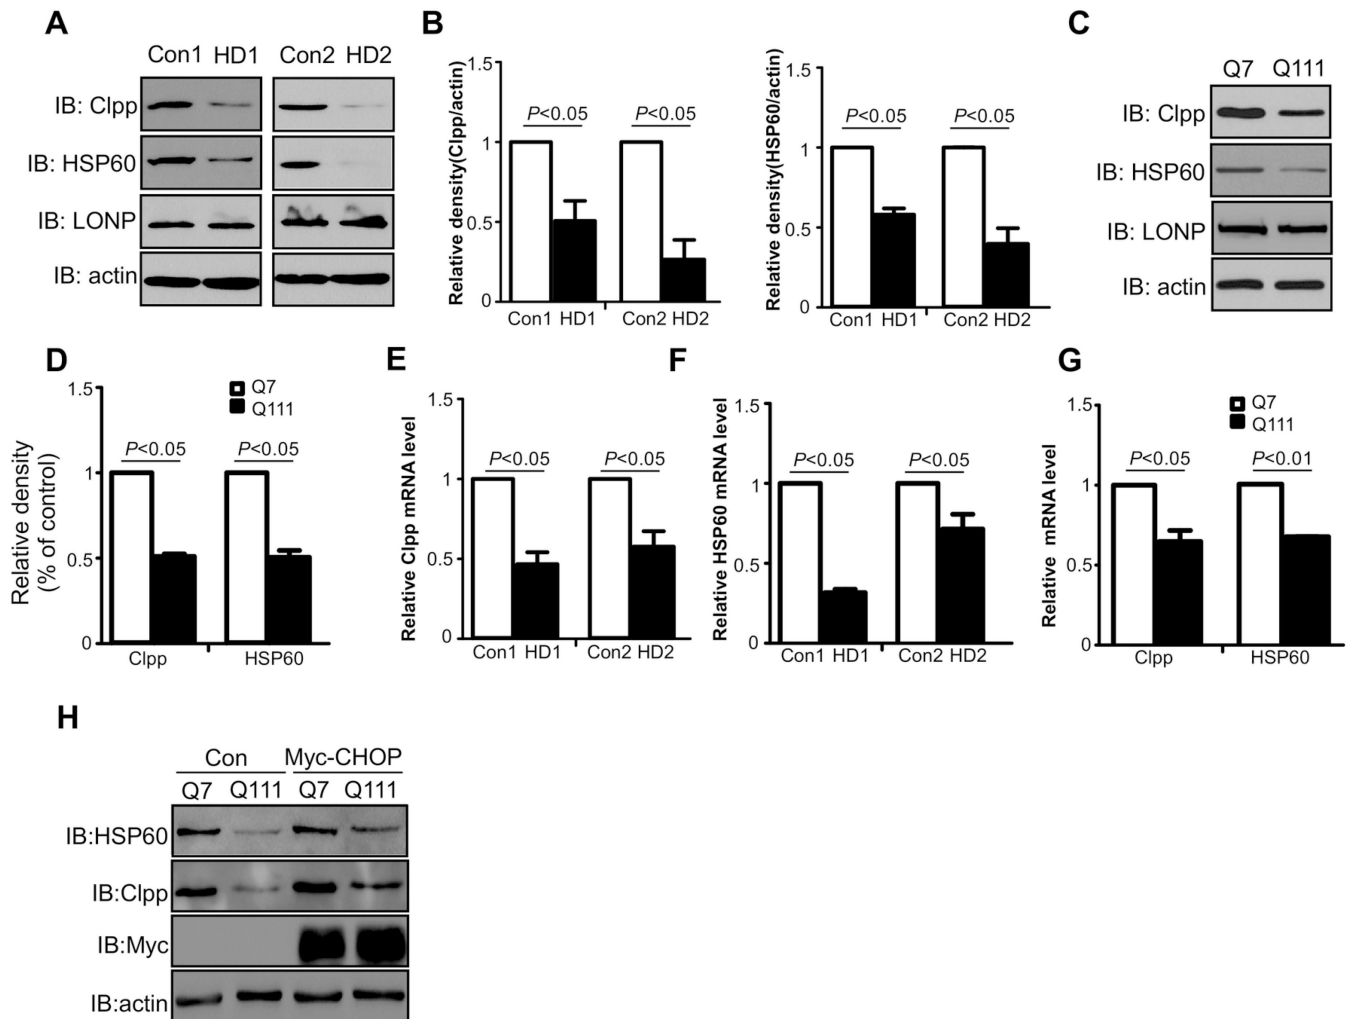 A
Con1 HD1 Con2 HD2
IB: Clpp
IB: HSP60
IB: LONP
IB: actin
B
Relative density(Clpp/actin)
1.5
1
0.5
0
P<0.05 P<0.05
Con1 HD1 Con2 HD2
Relative density(HSP60/actin)
1.5
1
0.5
0
P<0.05 P<0.05
Con1 HD1 Con2 HD2
C
Q7 Q111
IB: Clpp
IB: HSP60
IB: LONP
IB: actin
D
Relative density
(% of control)
1.5
1
0.5
0
Q7
Q111
P<0.05 P<0.05
Clpp HSP60
E
Relative Clpp mRNA level
1.5
1
0.5
0
P<0.05 P<0.05
Con1 HD1 Con2 HD2
F
Relative HSP60 mRNA level
1.5
1
0.5
0
P<0.05 P<0.05
Con1 HD1 Con2 HD2
G
Relative mRNA level
1.5
1
0.5
0
Q7
Q111
P<0.05 P<0.01
Clpp HSP60
H
Con Myc-CHOP
Q7 Q111 Q7 Q111
IB:HSP60
IB:Clpp
IB:Myc
IB:actin